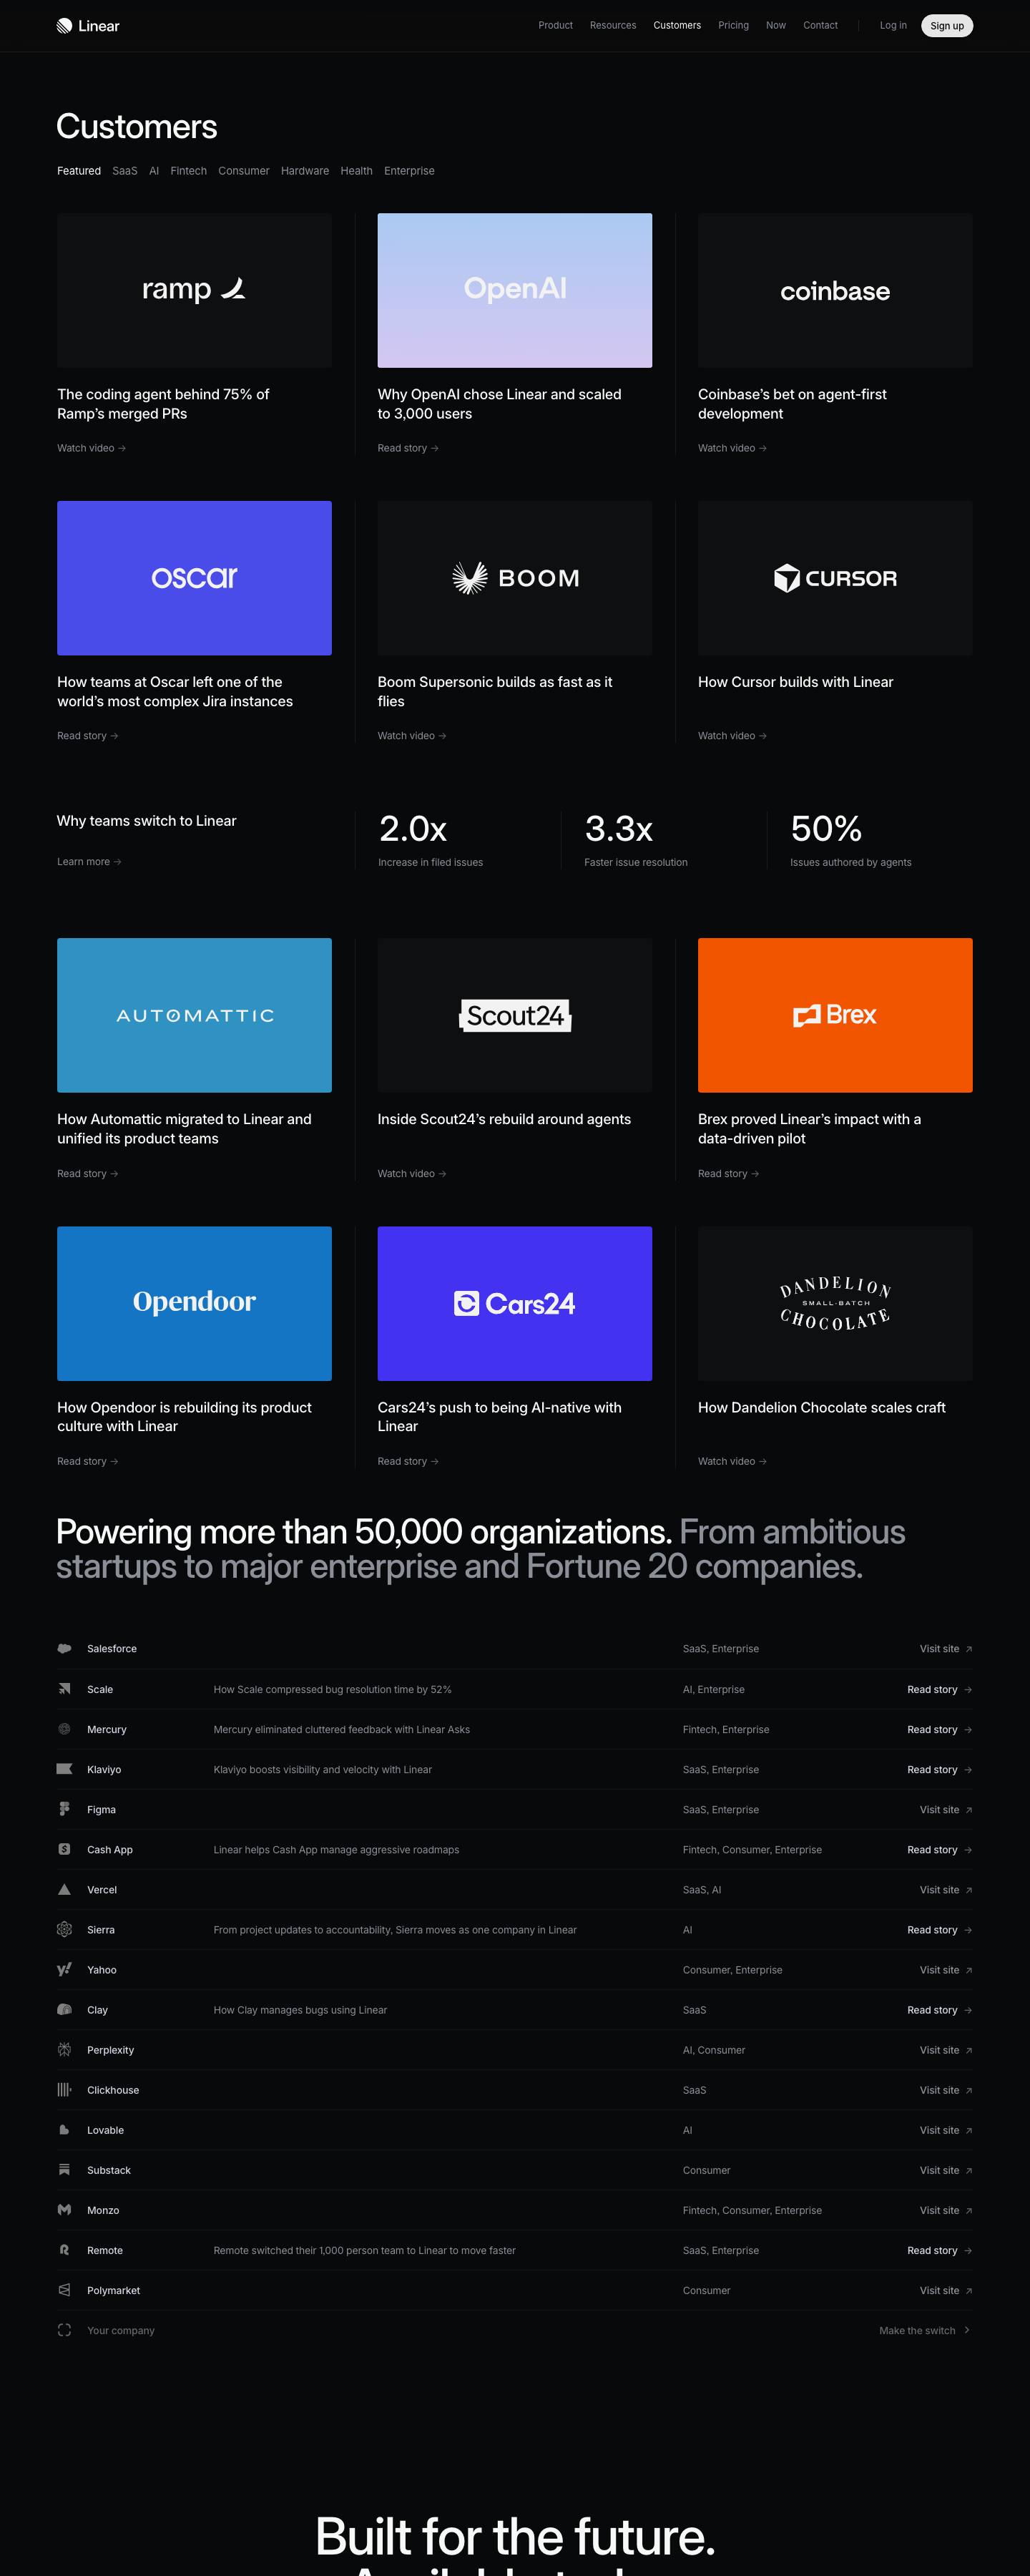 Linear
Product Resources Customers Pricing Now Contact Log in Sign up
Customers
Featured SaaS AI Fintech Consumer Hardware Health Enterprise
ramp
The coding agent behind 75% of
Ramp's merged PRs
Watch video →
OpenAI
Why OpenAI chose Linear and scaled
to 3,000 users
Read story →
coinbase
Coinbase's bet on agent-first
development
Watch video →
oscar
How teams at Oscar left one of the
world's most complex Jira instances
Read story →
BOOM
Boom Supersonic builds as fast as it
flies
Watch video →
CURSOR
How Cursor builds with Linear
Watch video →
Why teams switch to Linear
Learn more →
2.0x
Increase in filed issues
3.3x
Faster issue resolution
50%
Issues authored by agents
AUTOMATTIC
How Automattic migrated to Linear and
unified its product teams
Read story →
Scout24
Inside Scout24's rebuild around agents
Watch video →
Brex
Brex proved Linear's impact with a
data-driven pilot
Read story →
Opendoor
How Opendoor is rebuilding its product
culture with Linear
Read story →
Cars24
Cars24's push to being AI-native with
Linear
Read story →
DANDELION
SMALL-BATCH
CHOCOLATE
How Dandelion Chocolate scales craft
Watch video →
Powering more than 50,000 organizations. From ambitious
startups to major enterprise and Fortune 20 companies.
Salesforce SaaS, Enterprise Visit site ↗
Scale How Scale compressed bug resolution time by 52% AI, Enterprise Read story →
Mercury Mercury eliminated cluttered feedback with Linear Asks Fintech, Enterprise Read story →
Klaviyo Klaviyo boosts visibility and velocity with Linear SaaS, Enterprise Read story →
Figma SaaS, Enterprise Visit site ↗
Cash App Linear helps Cash App manage aggressive roadmaps Fintech, Consumer, Enterprise Read story →
Vercel SaaS, AI Visit site ↗
Sierra From project updates to accountability, Sierra moves as one company in Linear AI Read story →
Yahoo Consumer, Enterprise Visit site ↗
Clay How Clay manages bugs using Linear SaaS Read story →
Perplexity AI, Consumer Visit site ↗
Clickhouse SaaS Visit site ↗
Lovable AI Visit site ↗
Substack Consumer Visit site ↗
Monzo Fintech, Consumer, Enterprise Visit site ↗
Remote Remote switched their 1,000 person team to Linear to move faster SaaS, Enterprise Read story →
Polymarket Consumer Visit site ↗
Your company Make the switch >
Built for the future.